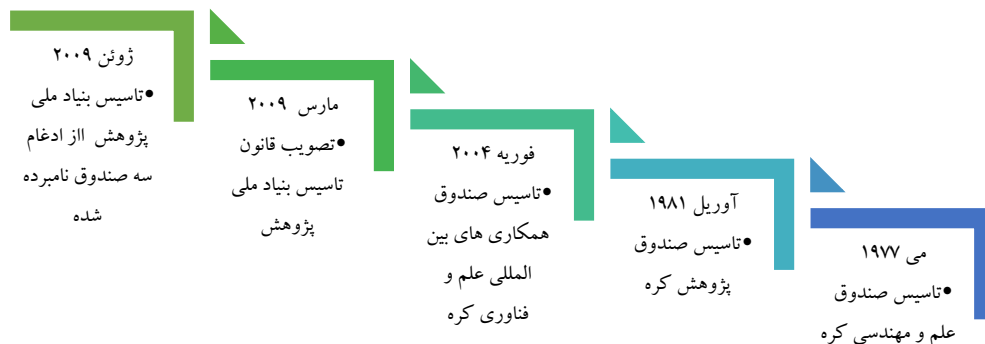 می ۱۹۷۷
•تاسیس صندوق
علم و مهندسی کره
آوریل ۱۹۸۱
•تاسیس صندوق
پژوهش کره
فوریه ۲۰۰۴
•تاسیس صندوق
همکاری های بین
المللی علم و
فناوری کره
مارس ۲۰۰۹
•تصویب قانون
تاسیس بنیاد ملی
پژوهش
ژوئن ۲۰۰۹
•تاسیس بنیاد ملی
پژوهش ااز ادغام
سه صندوق نامبرده
شده